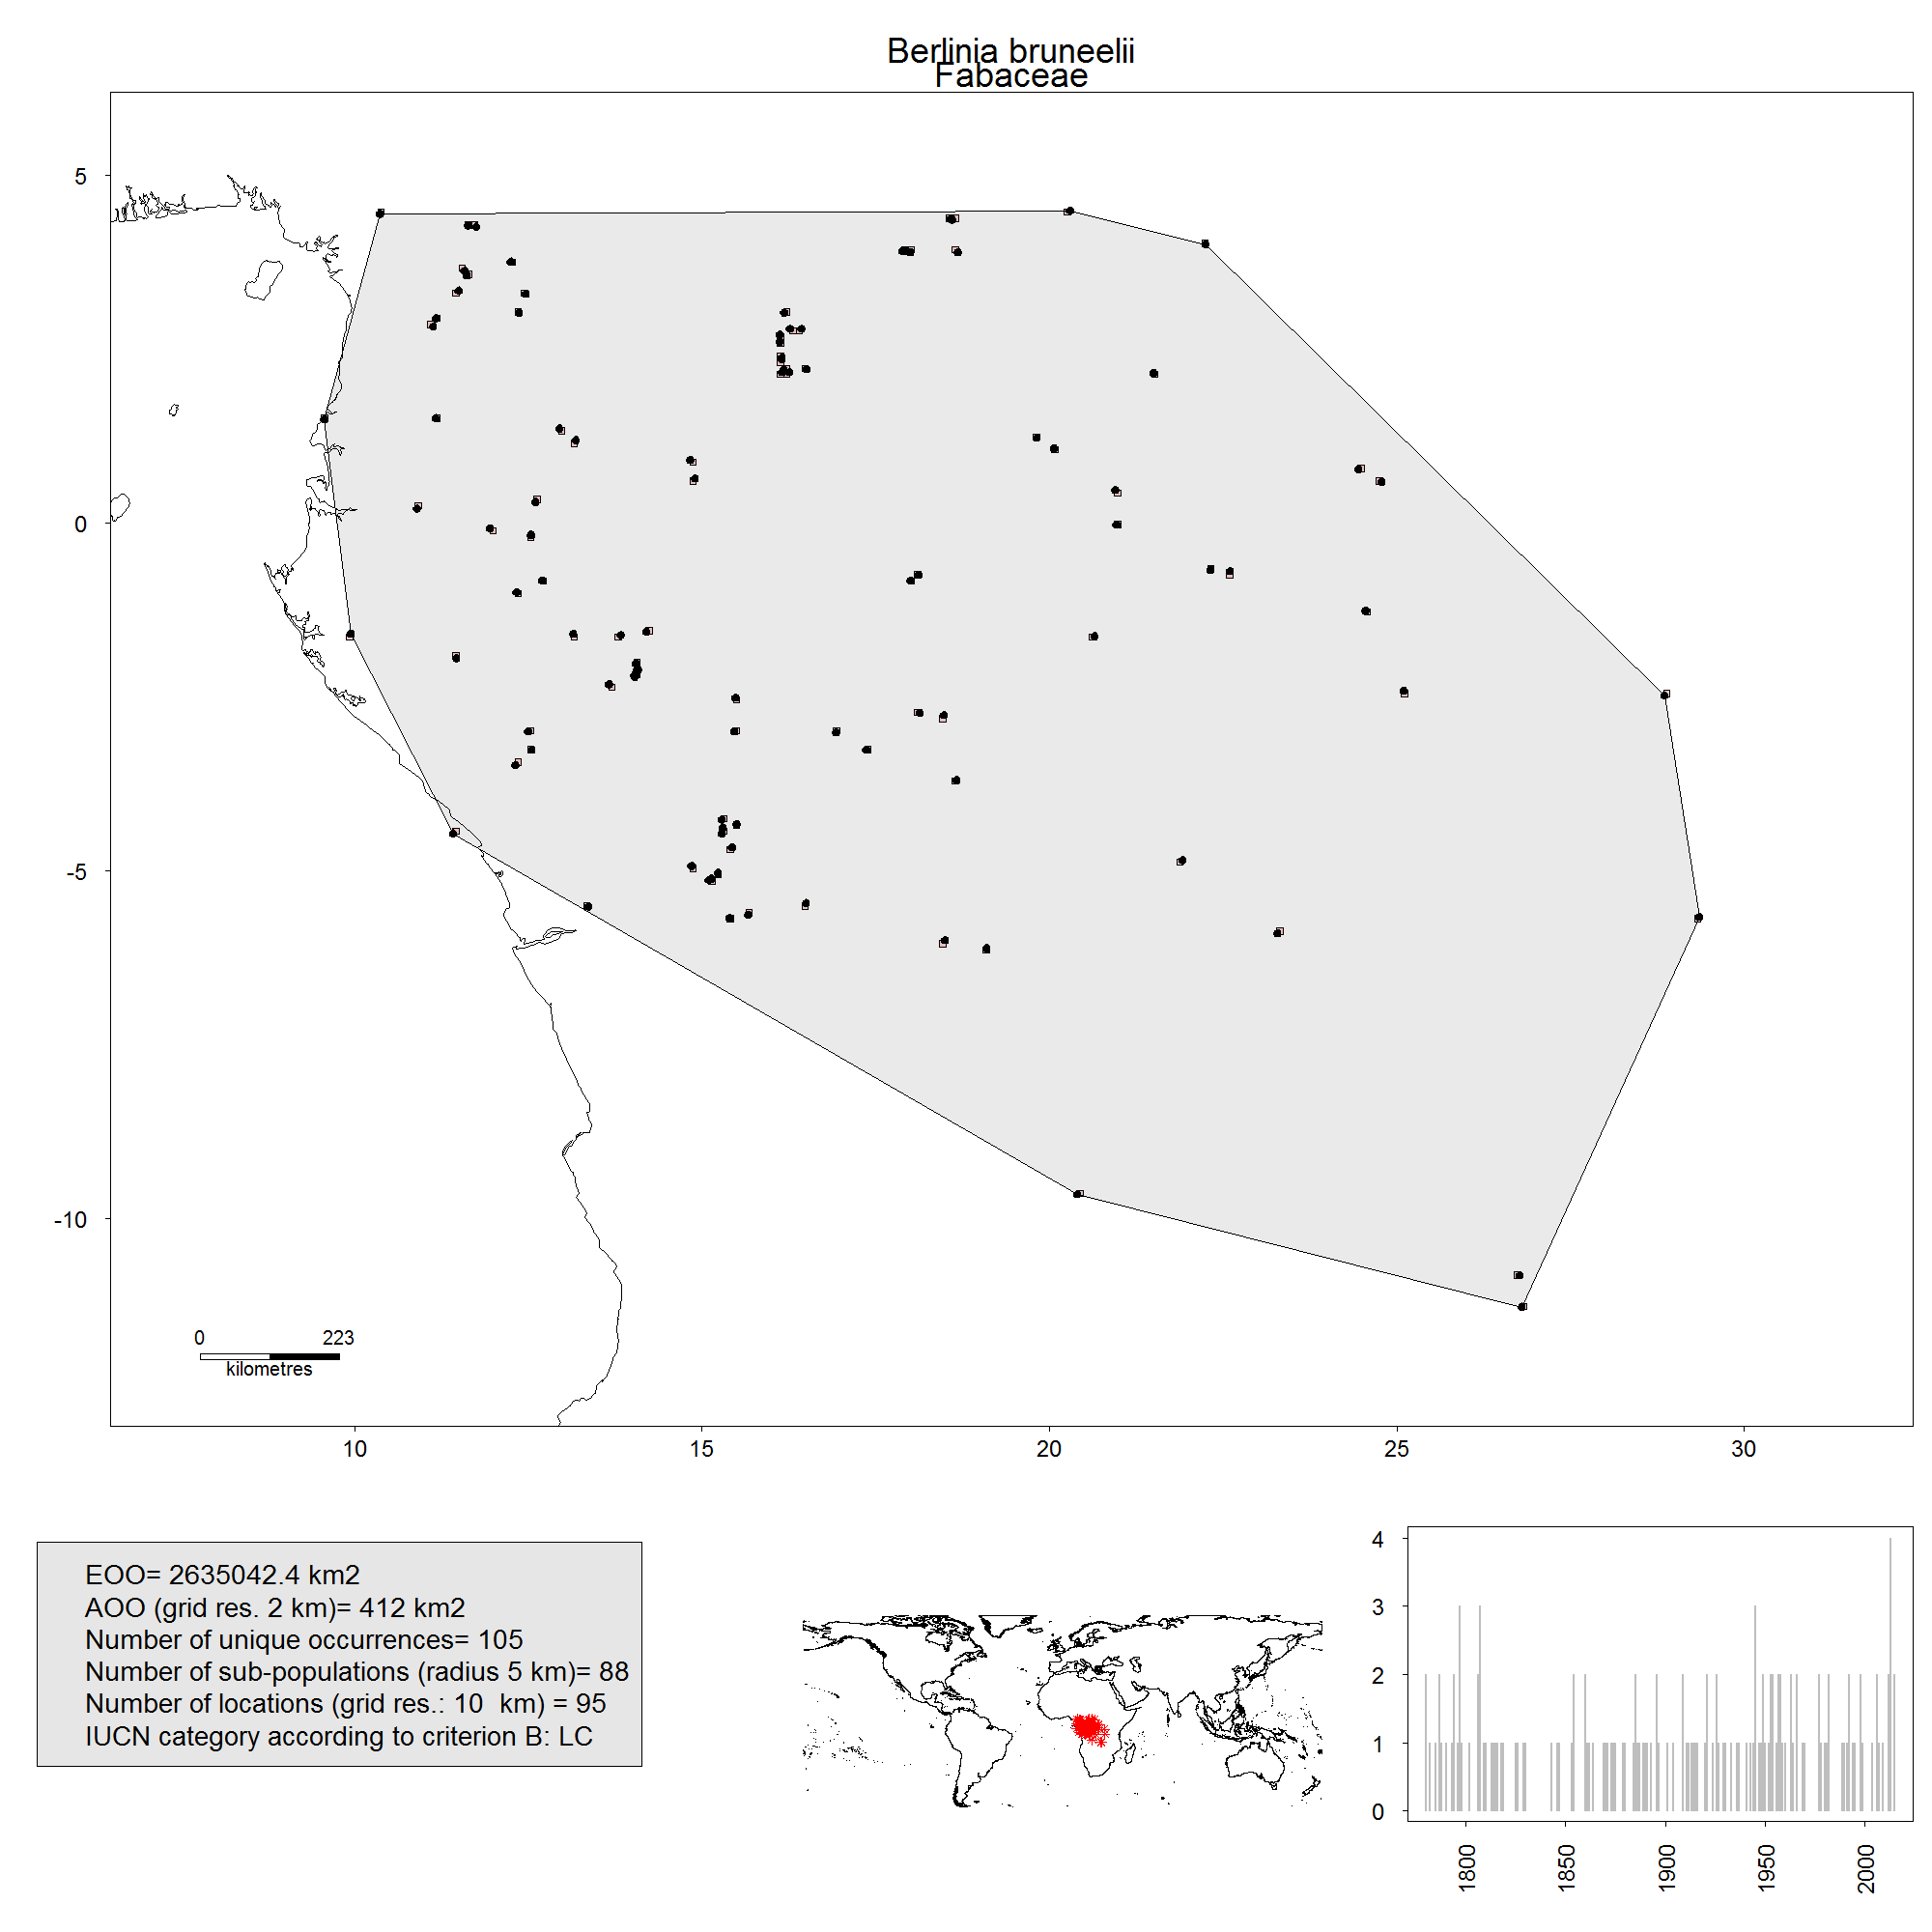 Berlinia bruneelii
Fabaceae
5
0
-5
-10
0 223
kilometres
10 15 20 25 30
EOO= 2635042.4 km2
AOO (grid res. 2 km)= 412 km2
Number of unique occurrences= 105
Number of sub-populations (radius 5 km)= 88
Number of locations (grid res.: 10  km) = 95
IUCN category according to criterion B: LC
4
3
2
1
0
1800 1850 1900 1950 2000